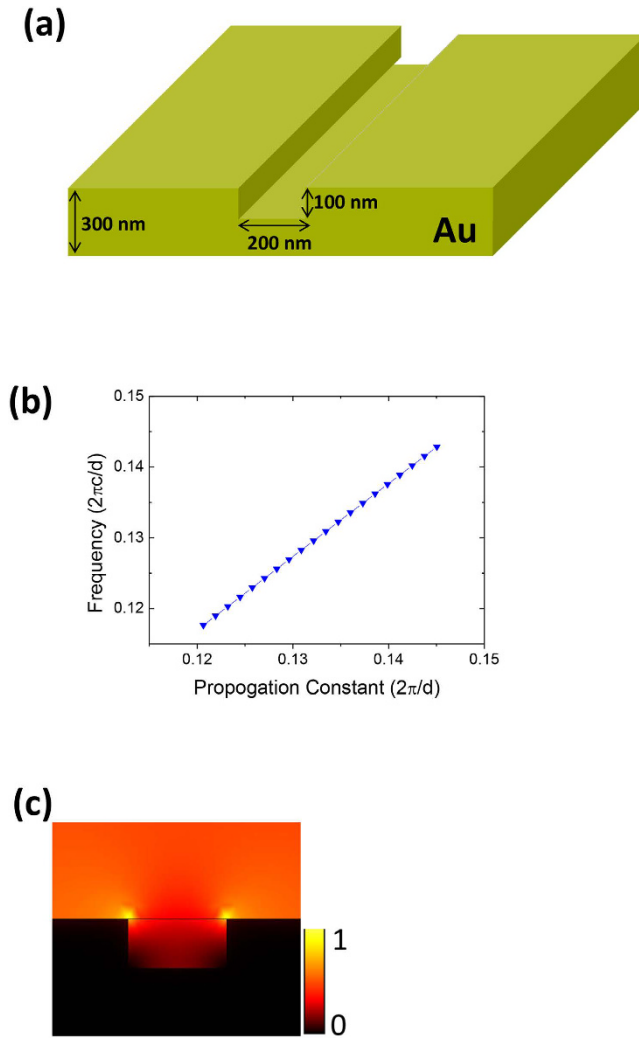 (a)
300 nm
100 nm
200 nm
Au
(b)
0.15
0.14
0.13
0.12
Frequency (2πc/d)
0.12 0.13 0.14 0.15
Propogation Constant (2π/d)
(c)
1
0